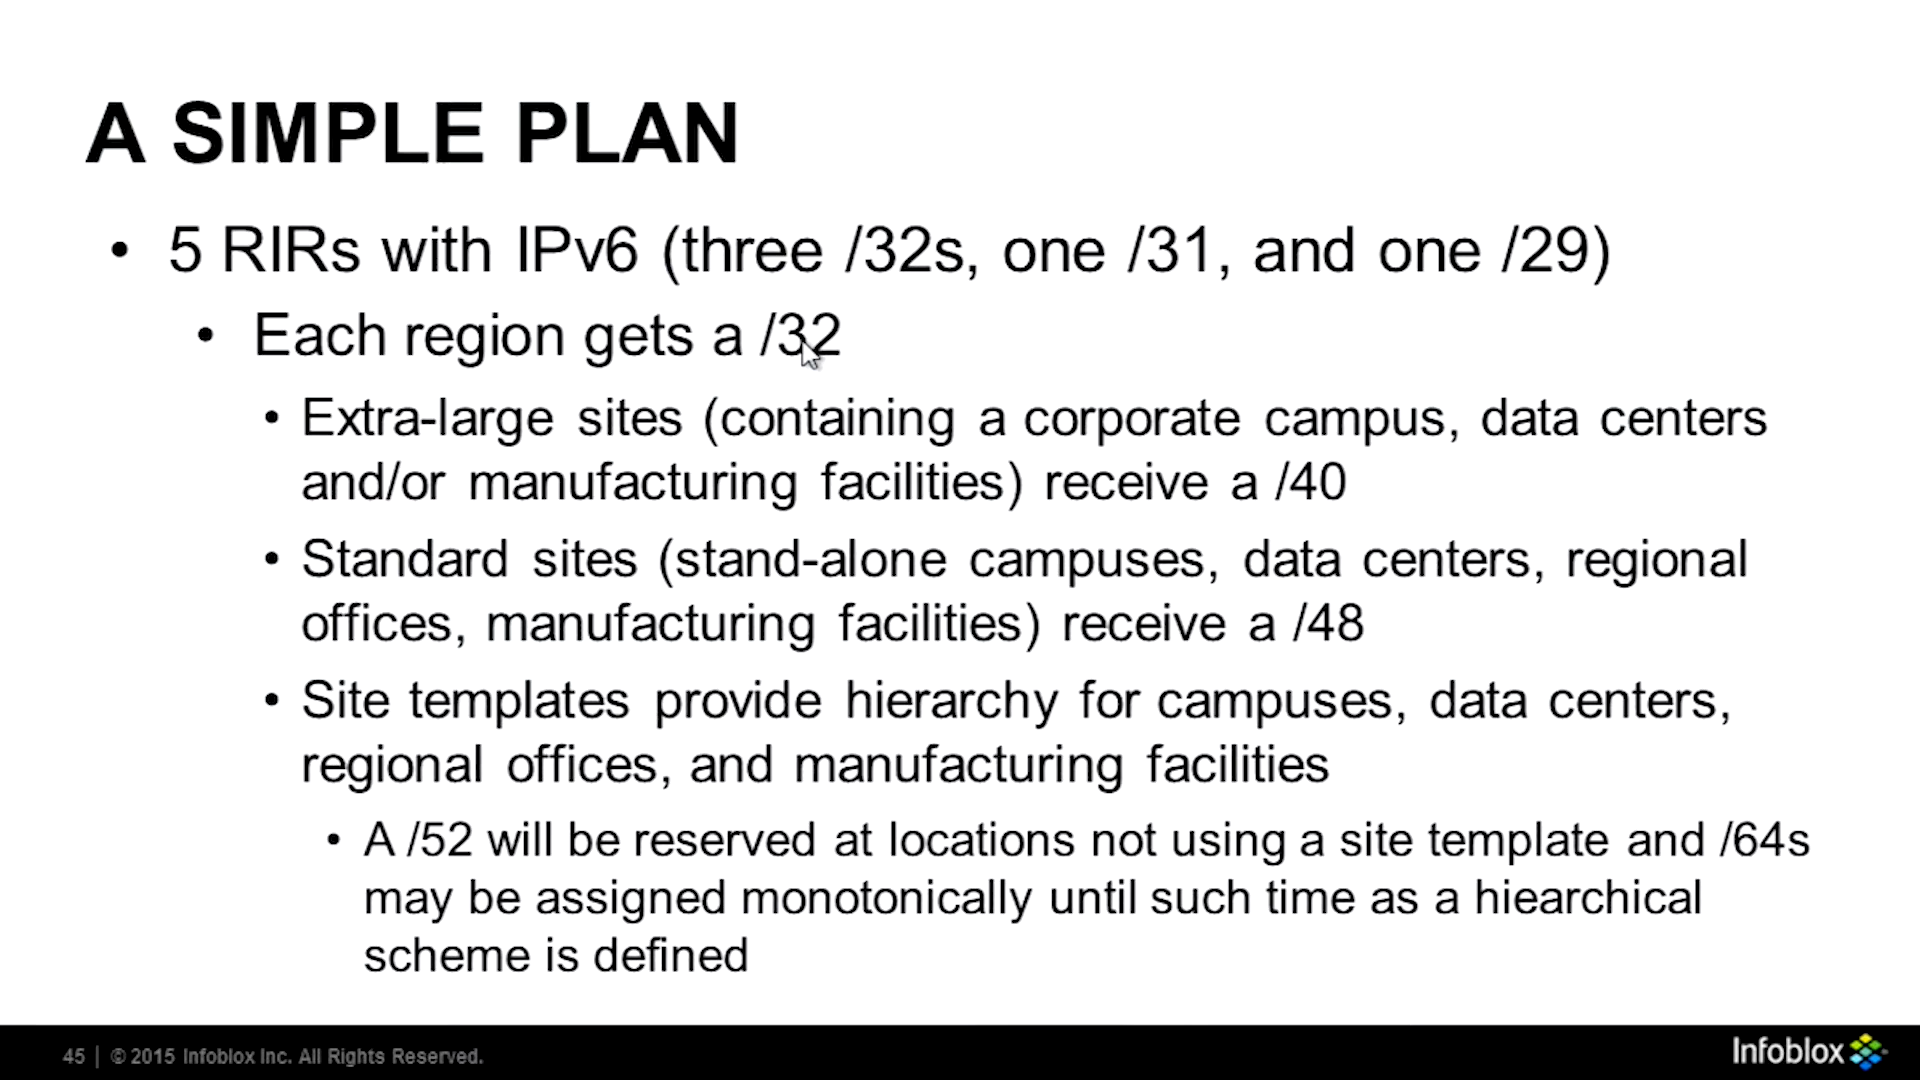 A SIMPLE PLAN
• 5 RIRs with IPv6 (three /32s, one /31, and one /29)
• Each region gets a /32
• Extra-large sites (containing a corporate campus, data centers
and/or manufacturing facilities) receive a /40
• Standard sites (stand-alone campuses, data centers, regional
offices, manufacturing facilities) receive a /48
• Site templates provide hierarchy for campuses, data centers,
regional offices, and manufacturing facilities
• A /52 will be reserved at locations not using a site template and /64s
may be assigned monotonically until such time as a hiearchical
scheme is defined
45 | © 2015 Infoblox Inc. All Rights Reserved.
Infoblox